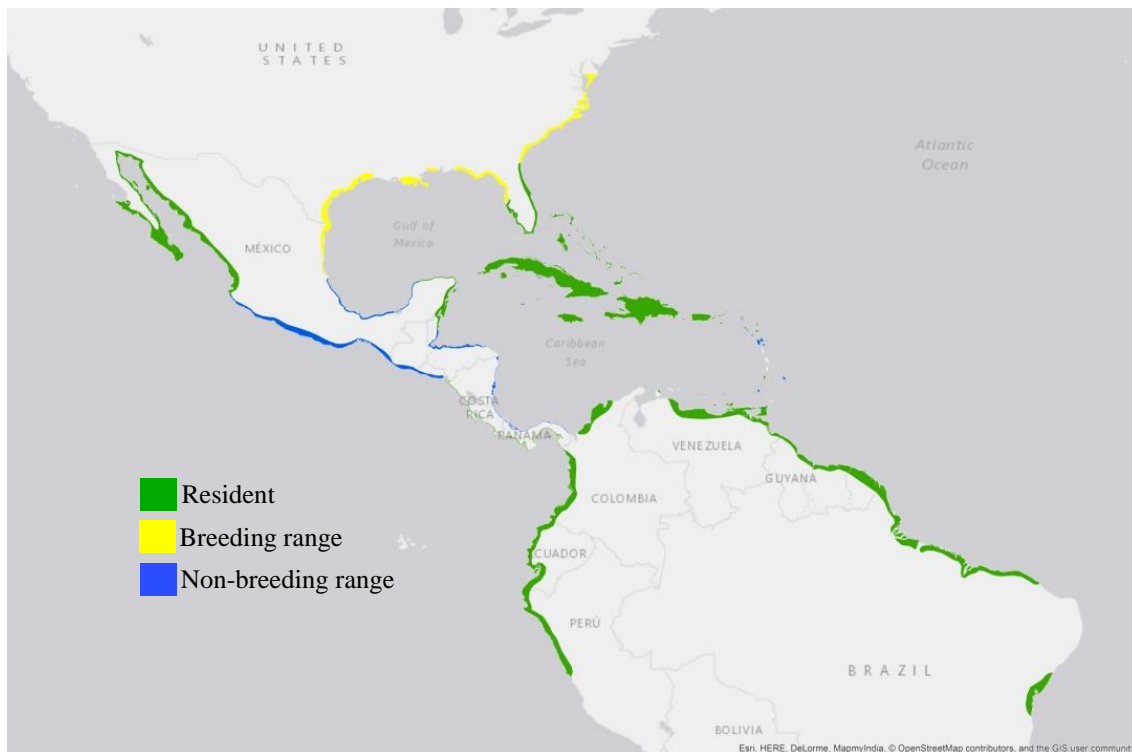 UNITED
STATES
Atlantic
Ocean
Gulf of
Mexico
MÉXICO
Caribbean
Sea
COSTA
RICA
PANAMA
VENEZUELA
GUYANA
COLOMBIA
Resident
Breeding range
Non-breeding range
CUADOR
PERÚ
BRAZIL
BOLIVIA
Esri, HERE, DeLorme, MapmyIndia, © OpenStreetMap contributors, and the GIS user communit